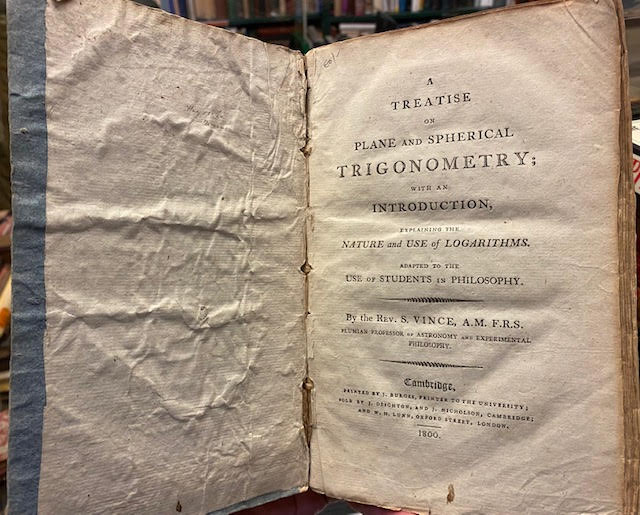 A
TREATISE
ON
PLANE AND SPHERICAL
TRIGONOMETRY;
WITH AN
INTRODUCTION,
EXPLAINING THE
NATURE and USE of LOGARITHMS.
ADAPTED TO THE
USE OF STUDENTS IN PHILOSOPHY.
By the Rev. S. VINCE, A.M. F.R.S.
PLUMIAN PROFESSOR OF ASTRONOMY AND EXPERIMENTAL
PHILOSOPHY.
Cambridge,
PRINTED BY J. BURGES, PRINTER TO THE UNIVERSITY;
SOLD BY J. DEIGHTON, AND J. NICHOLSON, CAMBRIDGE;
AND W. H. LUNN, OXFORD STREET, LONDON.
1800.